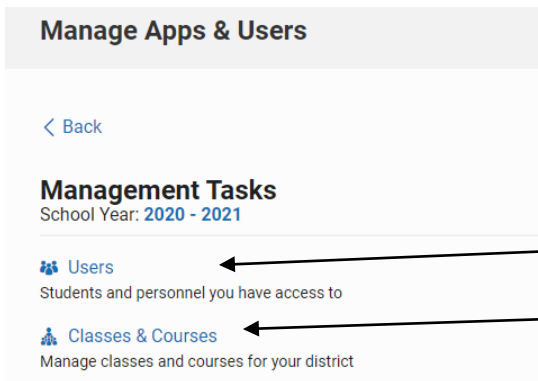 Manage Apps & Users
Back
Management Tasks
School Year: 2020 - 2021
Users
Students and personnel you have access to
Classes & Courses
Manage classes and courses for your district